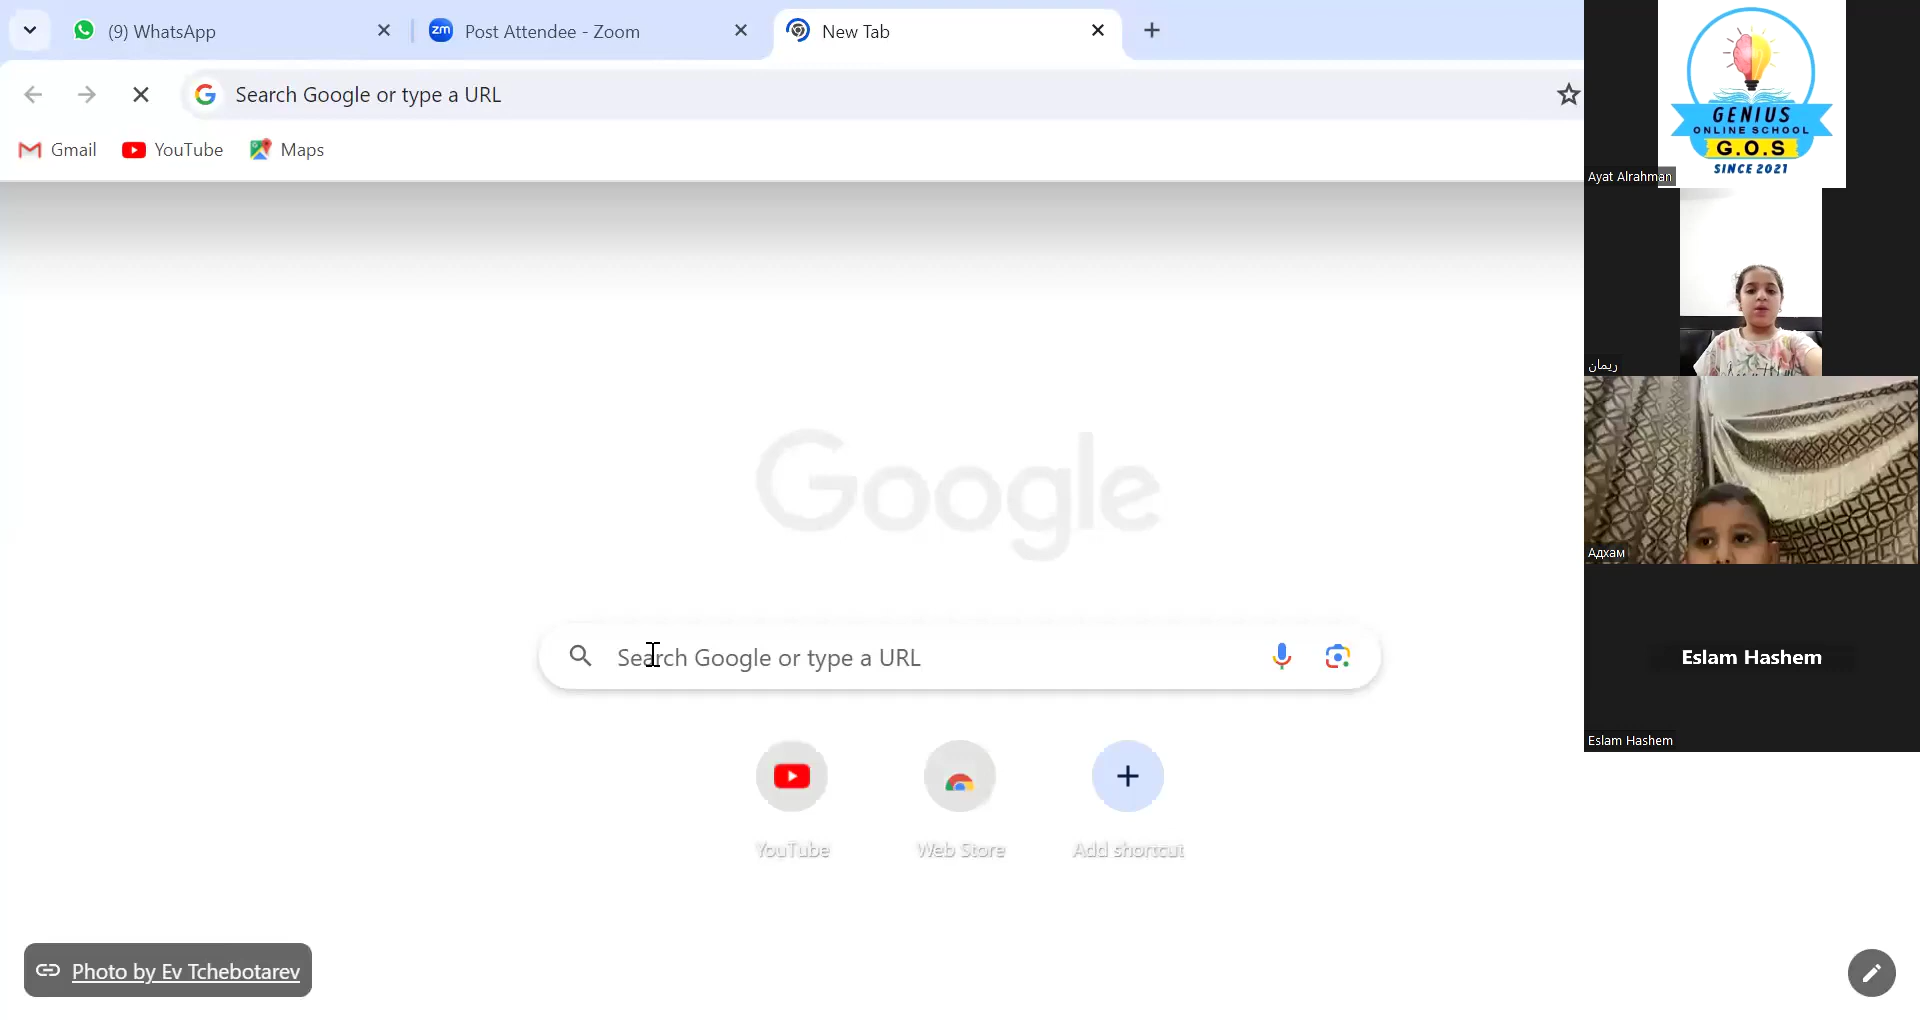 (9) WhatsApp
Post Attendee - Zoom
New Tab
Search Google or type a URL
Gmail
YouTube
Maps
Google
Search Google or type a URL
YouTube
Web Store
Add shortcut
Photo by Ev Tchebotarev
GENIUS
ONLINE SCHOOL
G.O.S
SINCE 2021
Ayat Alrahman
ريمان
Адхам
Eslam Hashem
Eslam Hashem